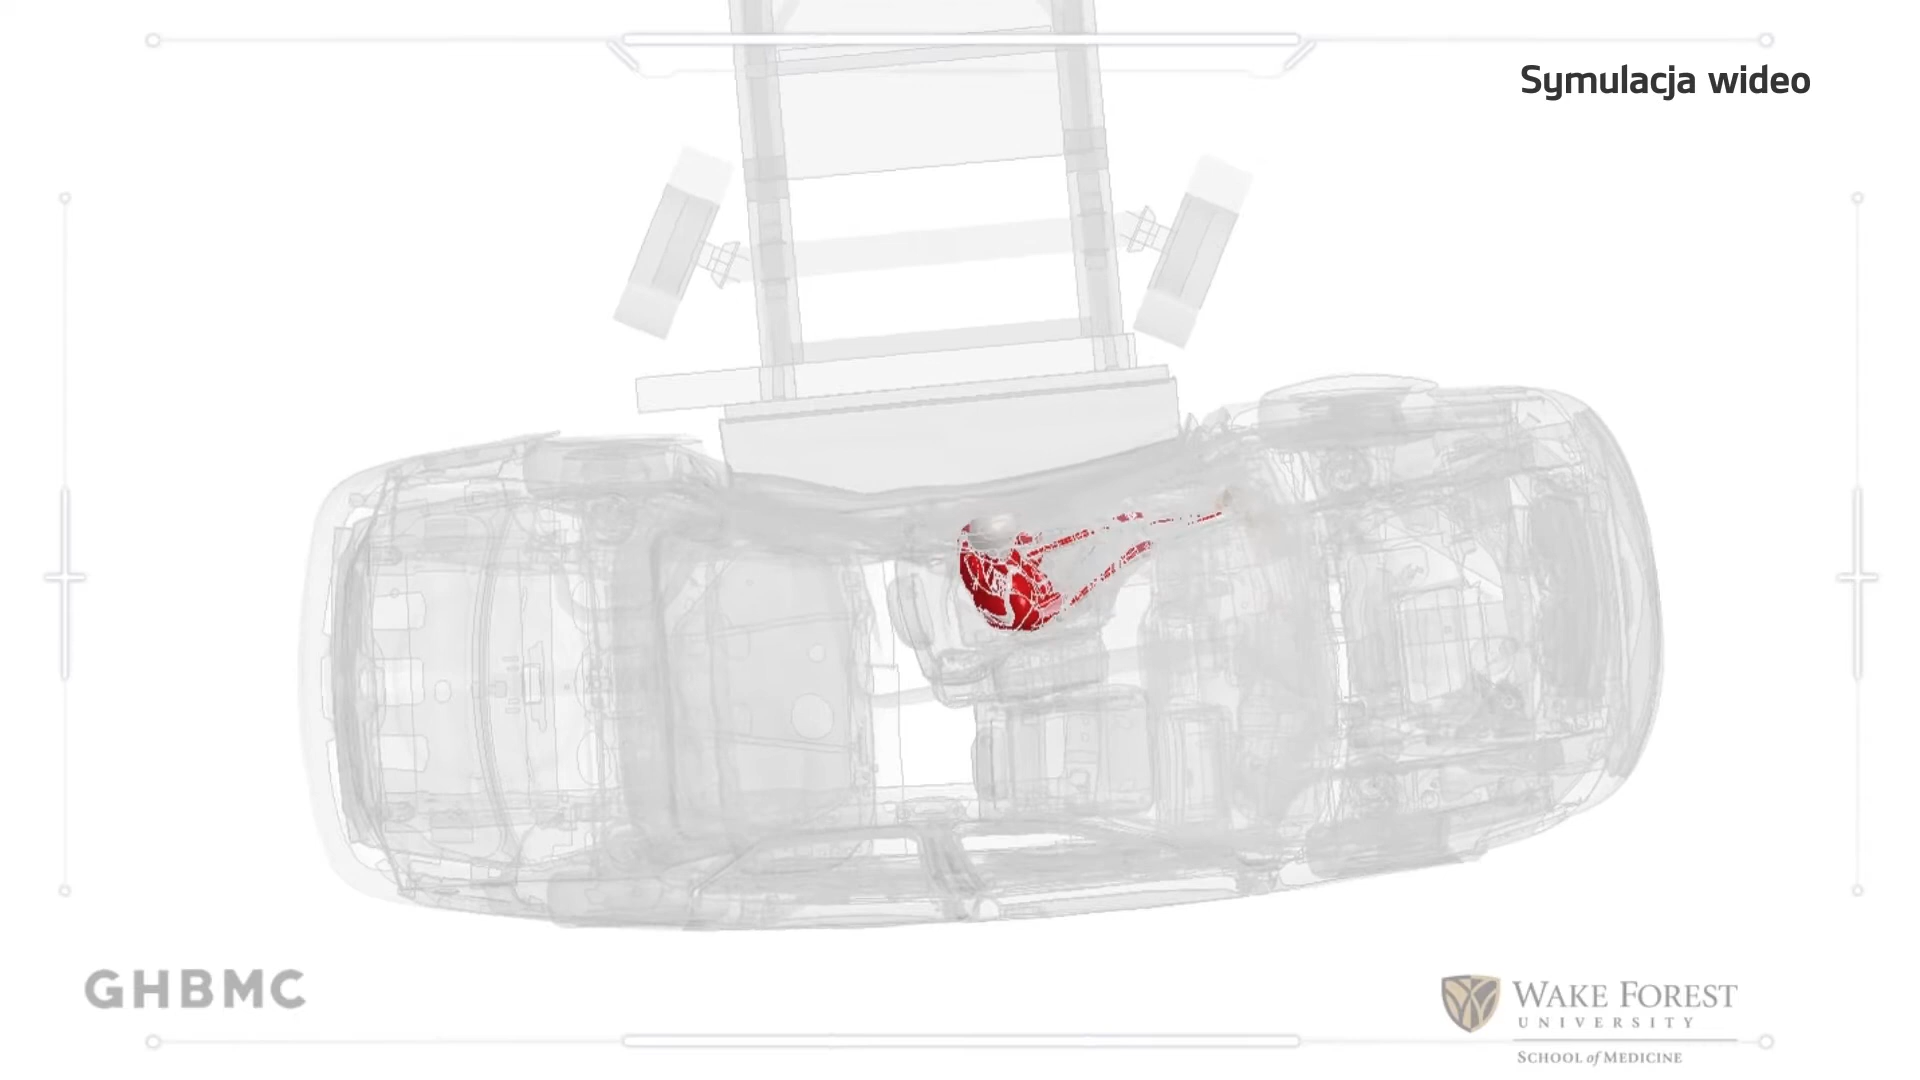 Symulacja wideo
GHBMC
WAKE FOREST
UNIVERSITY
SCHOOL of MEDICINE